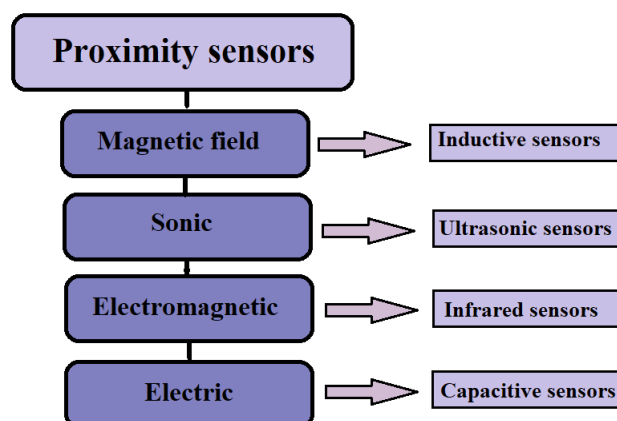 Proximity sensors
Magnetic field
Inductive sensors
Sonic
Ultrasonic sensors
Electromagnetic
Infrared sensors
Electric
Capacitive sensors